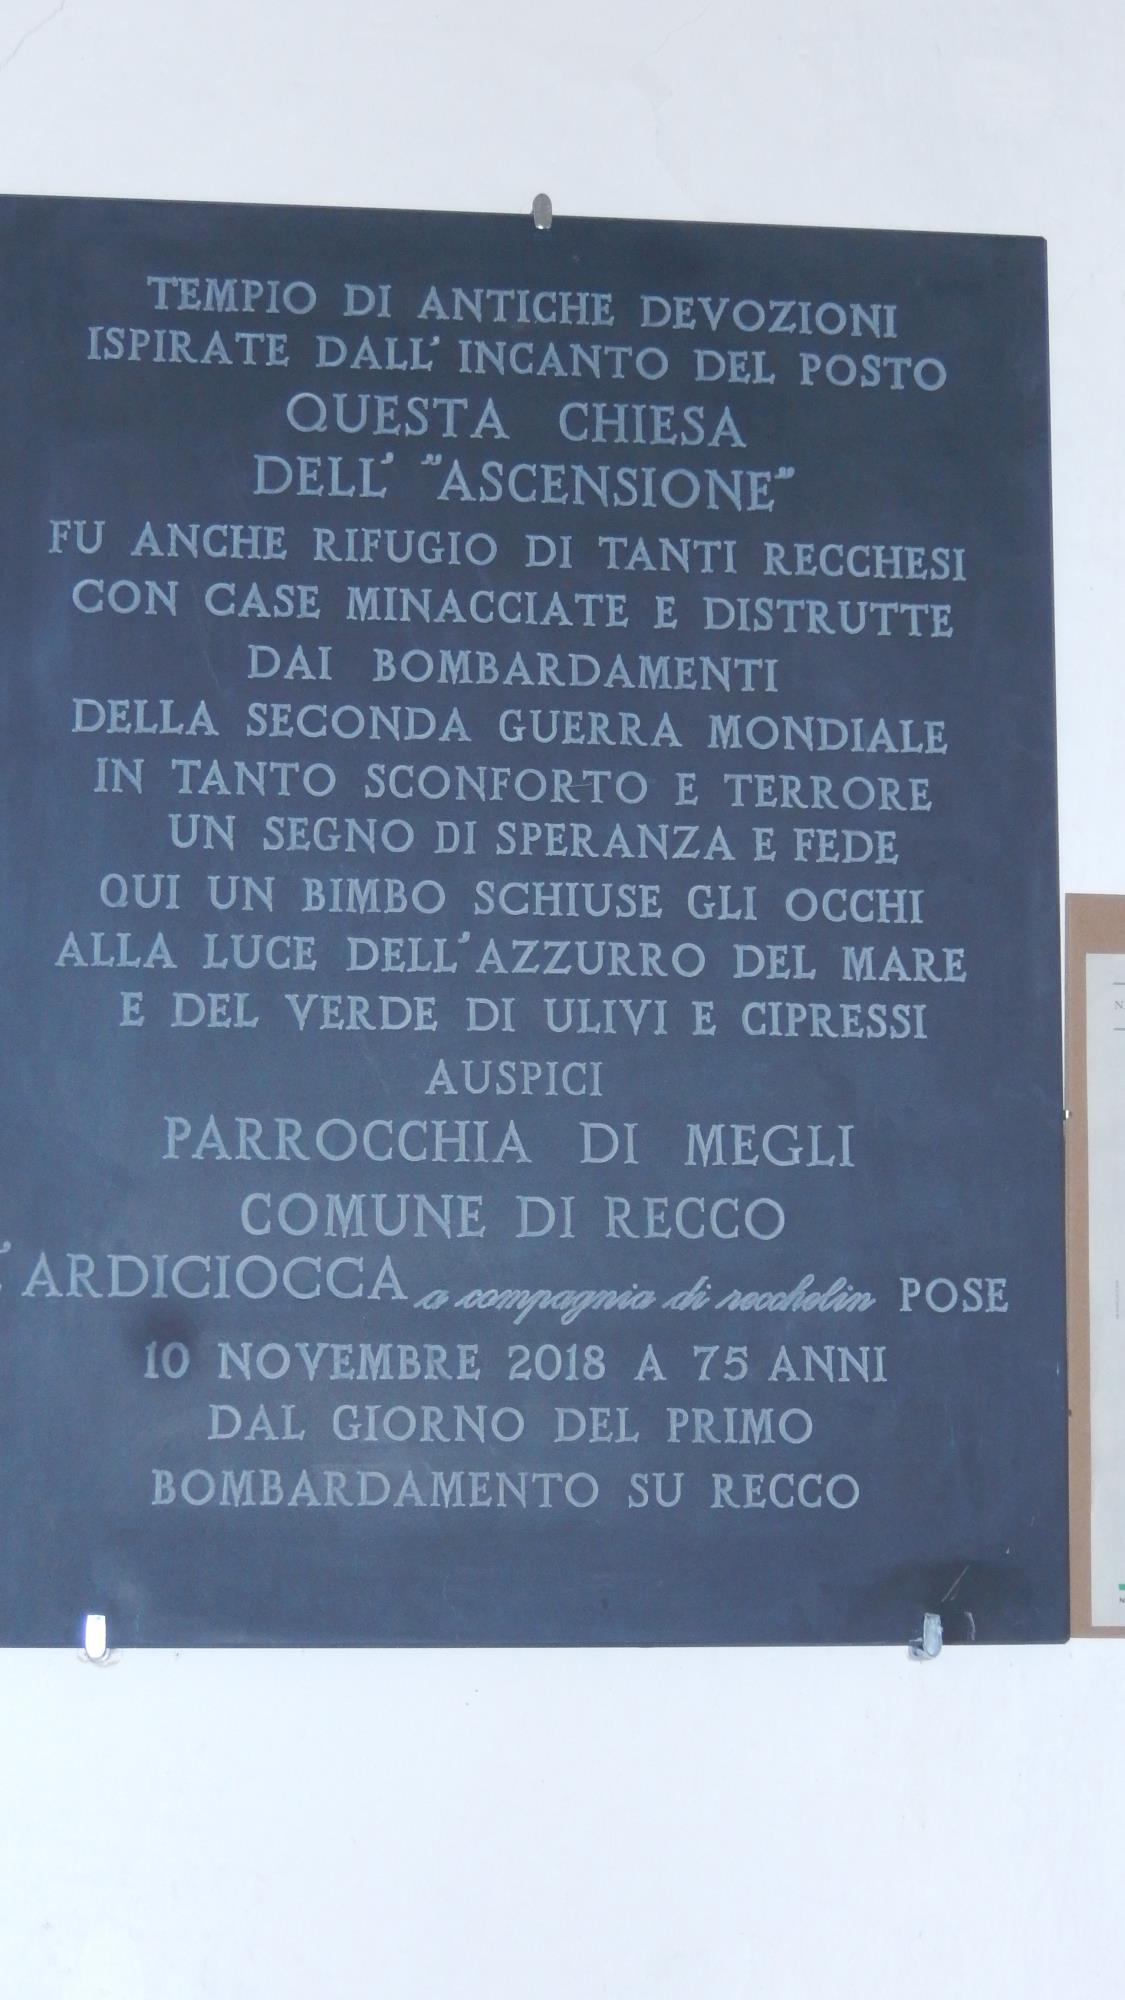 TEMPIO DI ANTICHE DEVOZIONI
ISPIRATE DALL' INCANTO DEL POSTO
QUESTA CHIESA
DELL' "ASCENSIONE"
FU ANCHE RIFUGIO DI TANTI RECCHESI
CON CASE MINACCIATE E DISTRUTTE
DAI BOMBARDAMENTI
DELLA SECONDA GUERRA MONDIALE
IN TANTO SCONFORTO E TERRORE
UN SEGNO DI SPERANZA E FEDE
QUI UN BIMBO SCHIUSE GLI OCCHI
ALLA LUCE DELL'AZZURRO DEL MARE
E DEL VERDE DI ULIVI E CIPRESSI
AUSPICI
PARROCCHIA DI MEGLI
COMUNE DI RECCO
ARDICIOCCA a compagnia di recchelin POSE
10 NOVEMBRE 2018 A 75 ANNI
DAL GIORNO DEL PRIMO
BOMBARDAMENTO SU RECCO